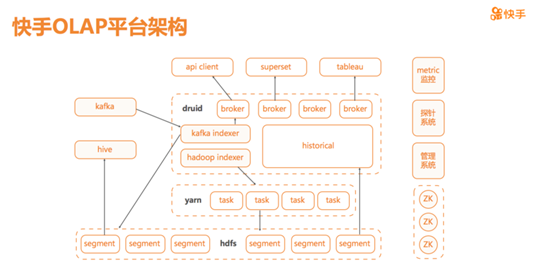 快手OLAP平台架构
快手
api client
superset
tableau
metric
监控
kafka
druid
broker
broker
broker
broker
kafka indexer
探针
系统
hive
hadoop indexer
historical
管理
系统
yarn
task
task
task
task
ZK
ZK
segment
segment
segment
hdfs
segment
segment
segment
ZK